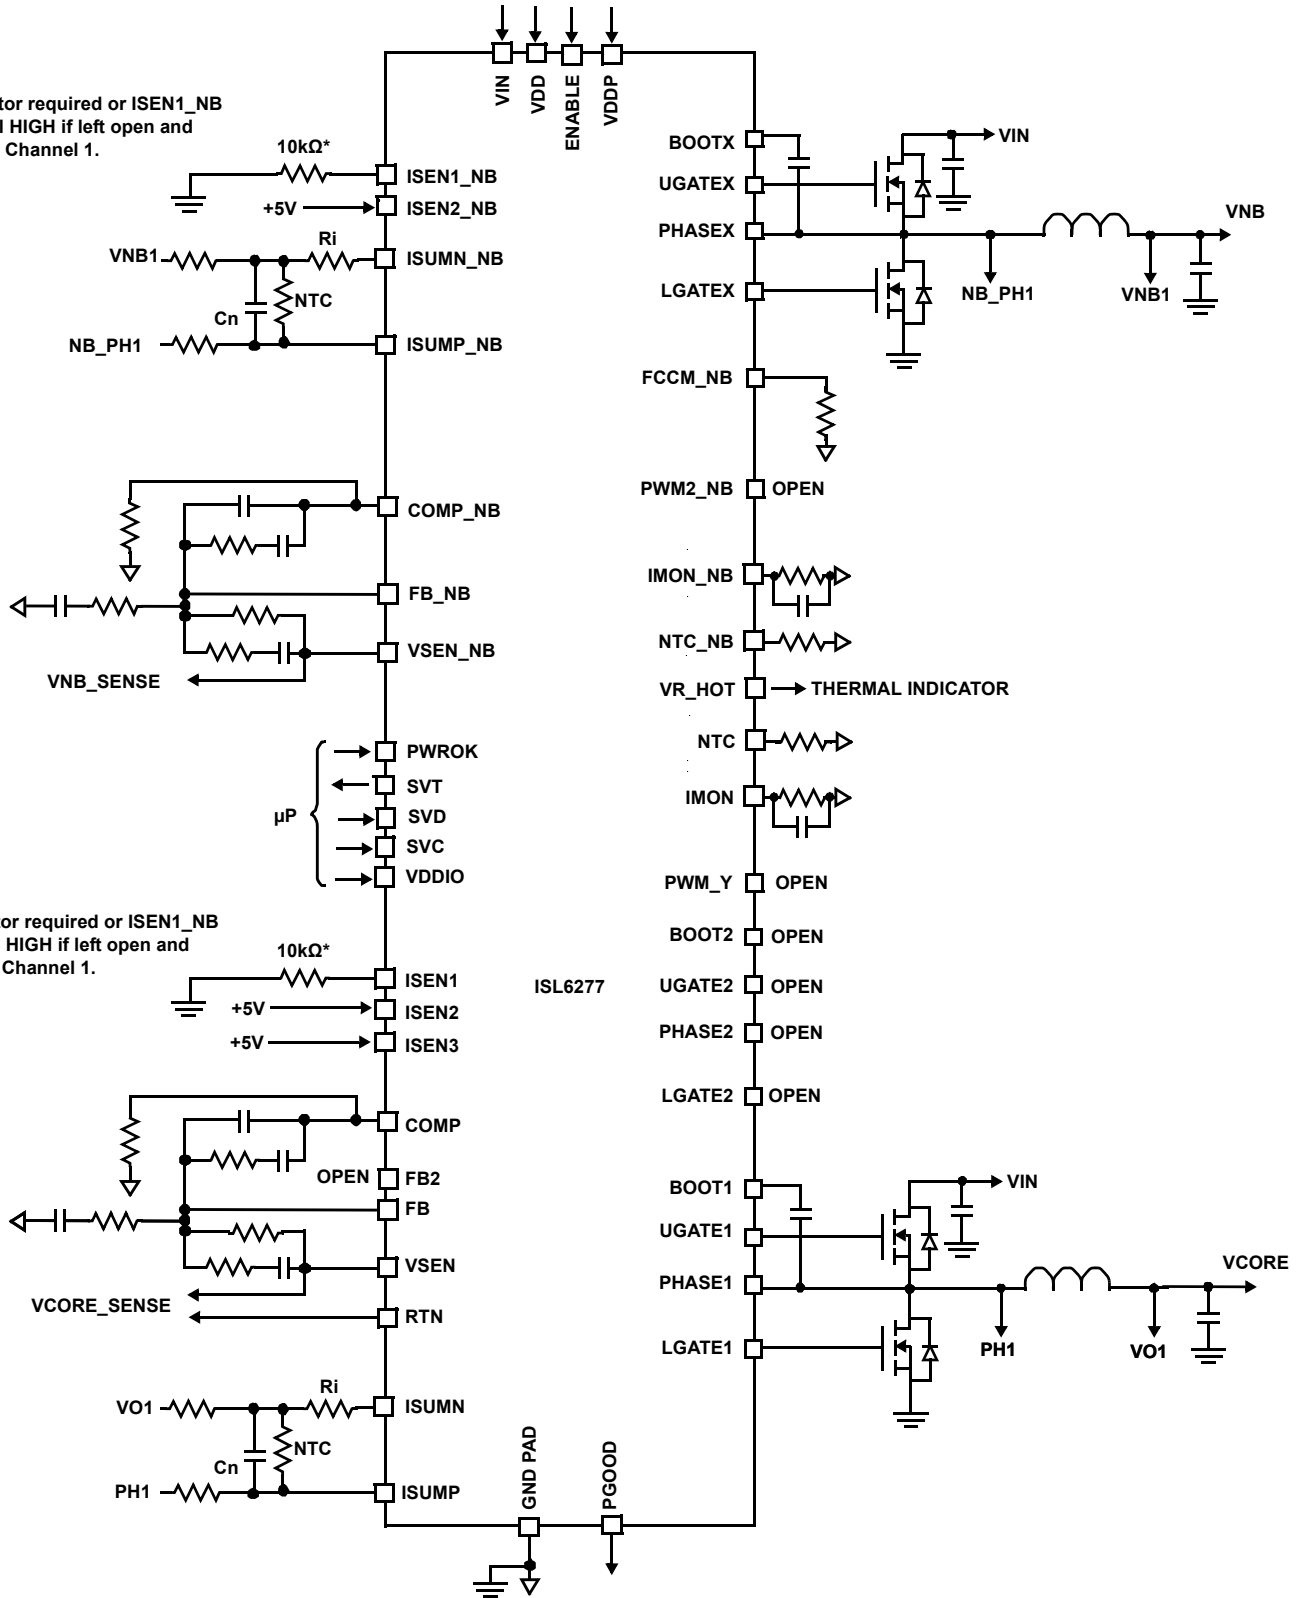 VIN
VDD
ENABLE
VDDP
required or ISEN1_NB
HIGH if left open and
Channel 1.
10kΩ*
ISEN1_NB
+5V
ISEN2_NB
VNB1
Ri
ISUMN_NB
NTC
Cn
NB_PH1
ISUMP_NB
COMP_NB
FB_NB
VSEN_NB
VNB_SENSE
µP
PWROK
SVT
SVD
SVC
VDDIO
required or ISEN1_NB
HIGH if left open and
Channel 1.
10kΩ*
ISEN1
+5V
ISEN2
+5V
ISEN3
ISL6277
COMP
OPEN
FB2
FB
VSEN
VCORE_SENSE
RTN
VO1
Ri
ISUMN
NTC
Cn
PH1
ISUMP
GND PAD
PGOOD
BOOTX
VIN
UGATEX
PHASEX
VNB
LGATEX
NB_PH1
VNB1
FCCM_NB
PWM2_NB
OPEN
IMON_NB
NTC_NB
VR_HOT
THERMAL INDICATOR
NTC
IMON
PWM_Y
OPEN
BOOT2
OPEN
UGATE2
OPEN
PHASE2
OPEN
LGATE2
OPEN
BOOT1
VIN
UGATE1
PHASE1
VCORE
LGATE1
PH1
VO1